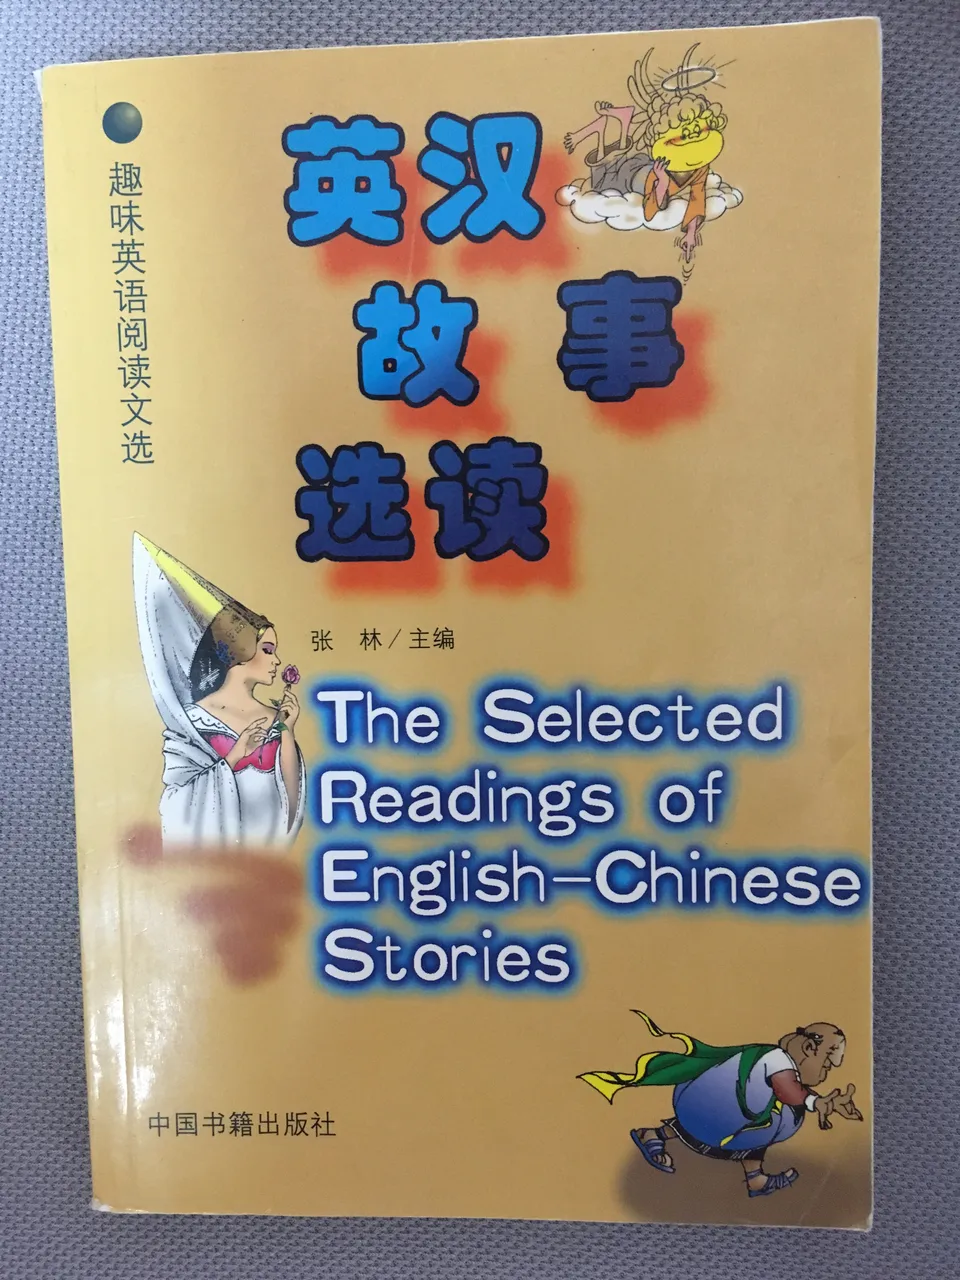 趣味英语阅读文选
英汉
故事
选读
张 林/主编
The Selected
Readings of
English-Chinese
Stories
中国书籍出版社